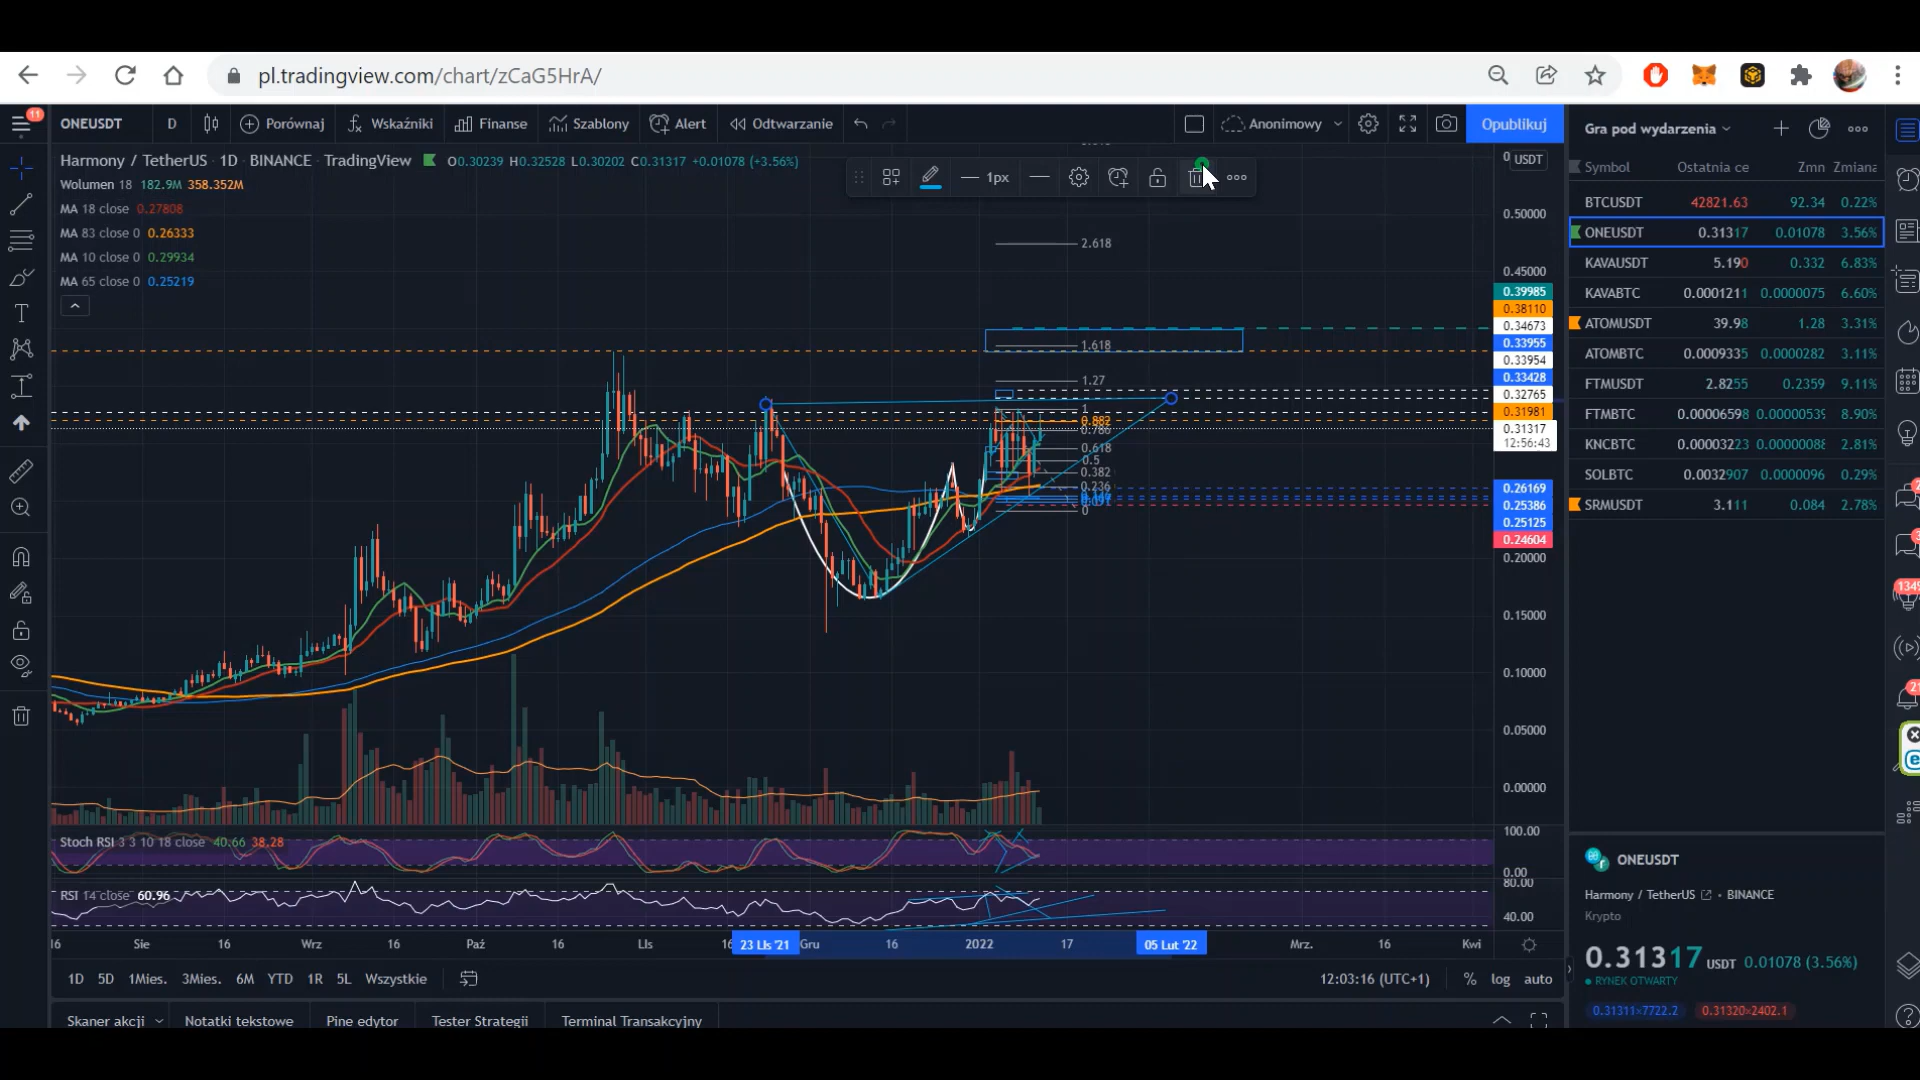 pl.tradingview.com/chart/zCaG5HrA/
11
ONEUSDT
D
Porównaj
Wskaźniki
Finanse
Szablony
Alert
Odtwarzanie
Anonimowy
Opublikuj
Gra pod wydarzenia
Harmony / TetherUS · 1D · BINANCE · TradingView
O0.30239 H0.32528 L0.30202 C0.31317 +0.01078 (+3.56%)
Wolumen 18 182.9M 358.352M
MA 18 close 0.27808
MA 83 close 0 0.26333
MA 10 close 0 0.29934
MA 65 close 0 0.25219
1px
USDT
0.50000
0.45000
0.39985
0.38110
0.34673
0.33955
0.33954
0.33428
0.32765
0.31981
0.31317
12:56:43
0.26169
0.25386
0.25125
0.24604
0.20000
0.15000
0.10000
0.05000
0.00000
2.618
1.618
1.27
1
0.882
0.786
0.618
0.5
0.382
0.236
0
Stoch RSI 3 3 10 18 close 40.66 38.28
100.00
0.00
RSI 14 close 60.96
80.00
40.00
16 Sie 16 Wrz 16 Paź 16 LIs 16 23 LIs '21 Gru 16 2022 17 05 Lut '22 Mrz. 16 Kwi
1D 5D 1Mies. 3Mies. 6M YTD 1R 5L Wszystkie
12:03:16 (UTC+1) % log auto
Skaner akcji Notatki tekstowe Pine edytor Tester Strategii Terminal Transakcyjny
Symbol Ostatnia ce Zmn Zmiana
BTCUSDT 42821.63 92.34 0.22%
ONEUSDT 0.31317 0.01078 3.56%
KAVAUSDT 5.190 0.332 6.83%
KAVABTC 0.0001211 0.0000075 6.60%
ATOMUSDT 39.98 1.28 3.31%
ATOMBTC 0.0009335 0.0000282 3.11%
FTMUSDT 2.8255 0.2359 9.11%
FTMBTC 0.00006598 0.00000539 8.90%
KNCBTC 0.00003223 0.00000088 2.81%
SOLBTC 0.0032907 0.0000096 0.29%
SRMUSDT 3.111 0.084 2.78%
ONEUSDT
Harmony / TetherUS • BINANCE
Krypto
0.31317 USDT 0.01078 (3.56%)
RYNEK OTWARTY
0.31311×7722.2 0.31320×2402.1